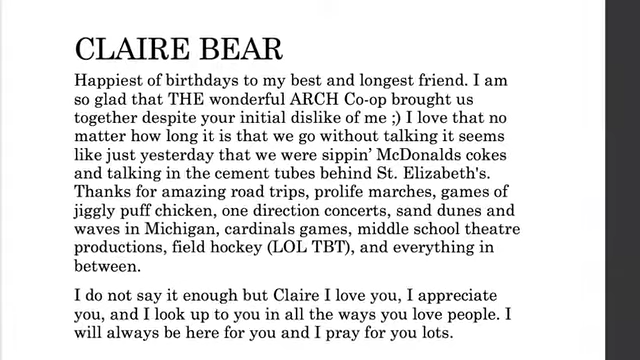 CLAIRE BEAR
Happiest of birthdays to my best and longest friend. I am
so glad that THE wonderful ARCH Co-op brought us
together despite your initial dislike of me ;) I love that no
matter how long it is that we go without talking it seems
like just yesterday that we were sippin’ McDonalds cokes
and talking in the cement tubes behind St. Elizabeth's.
Thanks for amazing road trips, prolife marches, games of
jiggly puff chicken, one direction concerts, sand dunes and
waves in Michigan, cardinals games, middle school theatre
productions, field hockey (LOL TBT), and everything in
between.
I do not say it enough but Claire I love you, I appreciate
you, and I look up to you in all the ways you love people. I
will always be here for you and I pray for you lots.